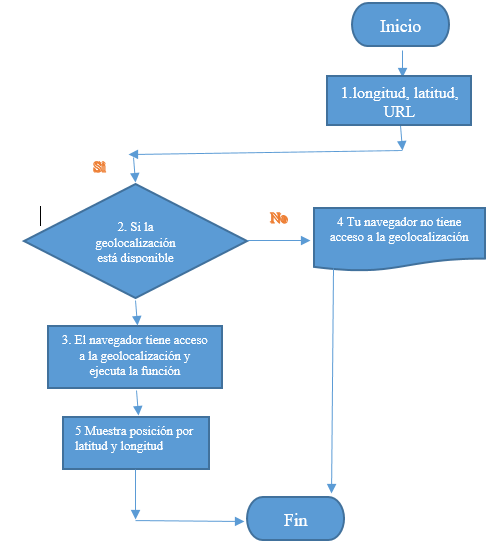 Inicio
1.longitud, latitud,
URL
Si
2. Si la
geolocalización
está disponible
No
4 Tu navegador no tiene
acceso a la geolocalización
3. El navegador tiene acceso
a la geolocalización y
ejecuta la función
5 Muestra posición por
latitud y longitud
Fin